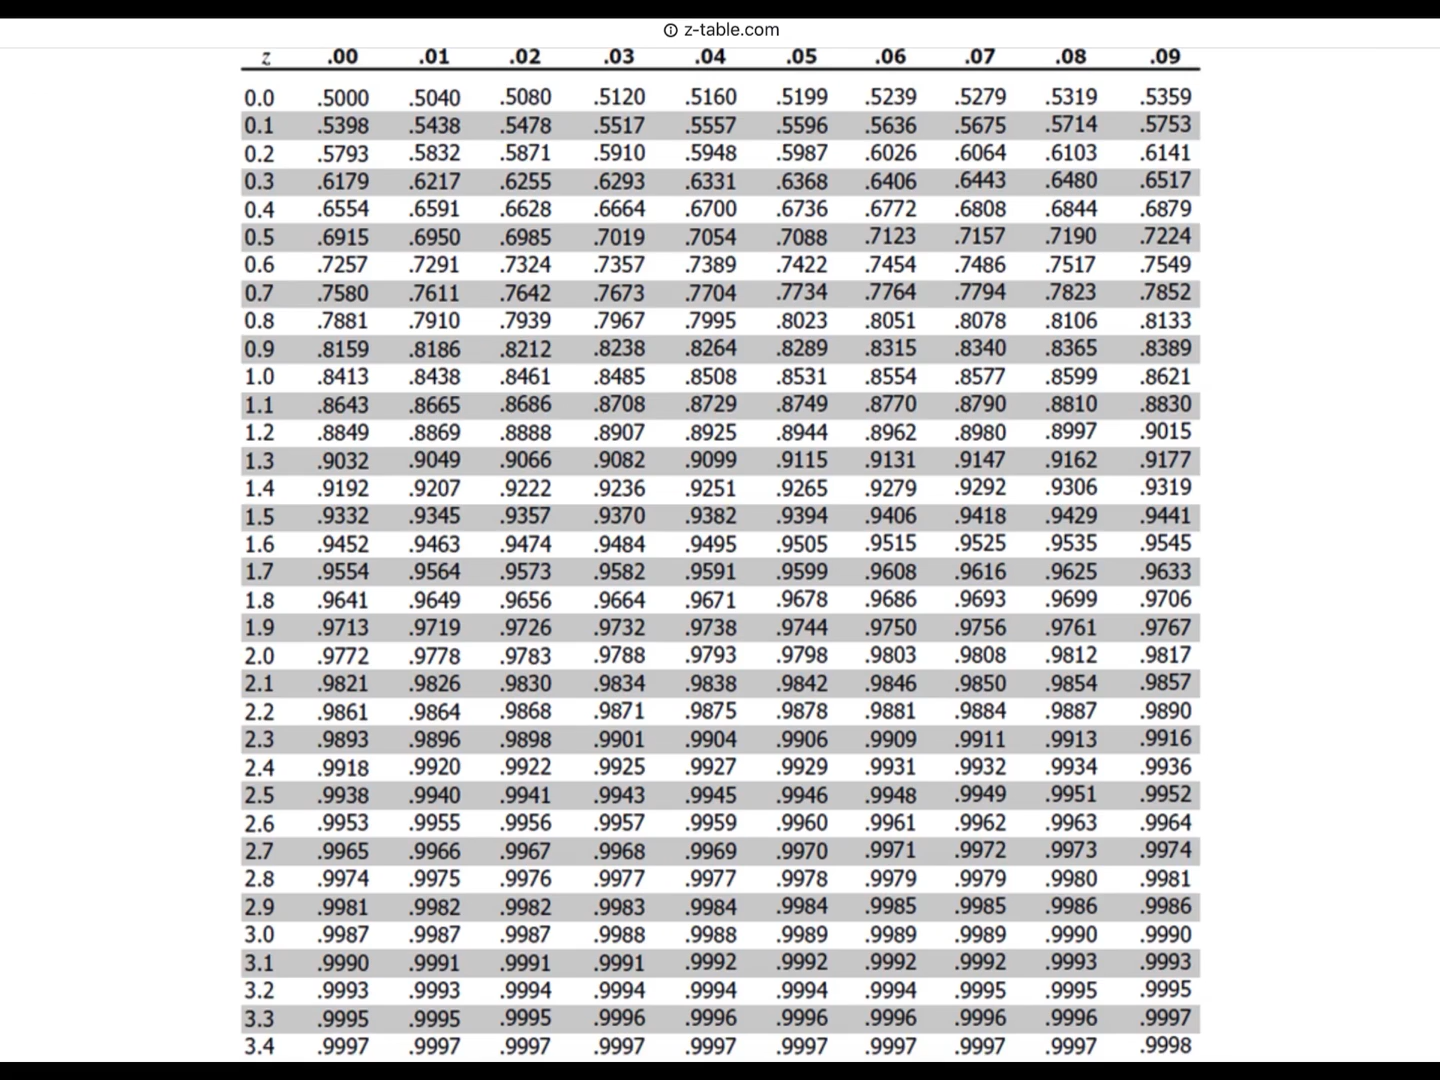 z-table.com
z .00 .01 .02 .03 .04 .05 .06 .07 .08 .09
0.0 .5000 .5040 .5080 .5120 .5160 .5199 .5239 .5279 .5319 .5359
0.1 .5398 .5438 .5478 .5517 .5557 .5596 .5636 .5675 .5714 .5753
0.2 .5793 .5832 .5871 .5910 .5948 .5987 .6026 .6064 .6103 .6141
0.3 .6179 .6217 .6255 .6293 .6331 .6368 .6406 .6443 .6480 .6517
0.4 .6554 .6591 .6628 .6664 .6700 .6736 .6772 .6808 .6844 .6879
0.5 .6915 .6950 .6985 .7019 .7054 .7088 .7123 .7157 .7190 .7224
0.6 .7257 .7291 .7324 .7357 .7389 .7422 .7454 .7486 .7517 .7549
0.7 .7580 .7611 .7642 .7673 .7704 .7734 .7764 .7794 .7823 .7852
0.8 .7881 .7910 .7939 .7967 .7995 .8023 .8051 .8078 .8106 .8133
0.9 .8159 .8186 .8212 .8238 .8264 .8289 .8315 .8340 .8365 .8389
1.0 .8413 .8438 .8461 .8485 .8508 .8531 .8554 .8577 .8599 .8621
1.1 .8643 .8665 .8686 .8708 .8729 .8749 .8770 .8790 .8810 .8830
1.2 .8849 .8869 .8888 .8907 .8925 .8944 .8962 .8980 .8997 .9015
1.3 .9032 .9049 .9066 .9082 .9099 .9115 .9131 .9147 .9162 .9177
1.4 .9192 .9207 .9222 .9236 .9251 .9265 .9279 .9292 .9306 .9319
1.5 .9332 .9345 .9357 .9370 .9382 .9394 .9406 .9418 .9429 .9441
1.6 .9452 .9463 .9474 .9484 .9495 .9505 .9515 .9525 .9535 .9545
1.7 .9554 .9564 .9573 .9582 .9591 .9599 .9608 .9616 .9625 .9633
1.8 .9641 .9649 .9656 .9664 .9671 .9678 .9686 .9693 .9699 .9706
1.9 .9713 .9719 .9726 .9732 .9738 .9744 .9750 .9756 .9761 .9767
2.0 .9772 .9778 .9783 .9788 .9793 .9798 .9803 .9808 .9812 .9817
2.1 .9821 .9826 .9830 .9834 .9838 .9842 .9846 .9850 .9854 .9857
2.2 .9861 .9864 .9868 .9871 .9875 .9878 .9881 .9884 .9887 .9890
2.3 .9893 .9896 .9898 .9901 .9904 .9906 .9909 .9911 .9913 .9916
2.4 .9918 .9920 .9922 .9925 .9927 .9929 .9931 .9932 .9934 .9936
2.5 .9938 .9940 .9941 .9943 .9945 .9946 .9948 .9949 .9951 .9952
2.6 .9953 .9955 .9956 .9957 .9959 .9960 .9961 .9962 .9963 .9964
2.7 .9965 .9966 .9967 .9968 .9969 .9970 .9971 .9972 .9973 .9974
2.8 .9974 .9975 .9976 .9977 .9977 .9978 .9979 .9979 .9980 .9981
2.9 .9981 .9982 .9982 .9983 .9984 .9984 .9985 .9985 .9986 .9986
3.0 .9987 .9987 .9987 .9988 .9988 .9989 .9989 .9989 .9990 .9990
3.1 .9990 .9991 .9991 .9991 .9992 .9992 .9992 .9992 .9993 .9993
3.2 .9993 .9993 .9994 .9994 .9994 .9994 .9994 .9995 .9995 .9995
3.3 .9995 .9995 .9995 .9996 .9996 .9996 .9996 .9996 .9996 .9997
3.4 .9997 .9997 .9997 .9997 .9997 .9997 .9997 .9997 .9997 .9998